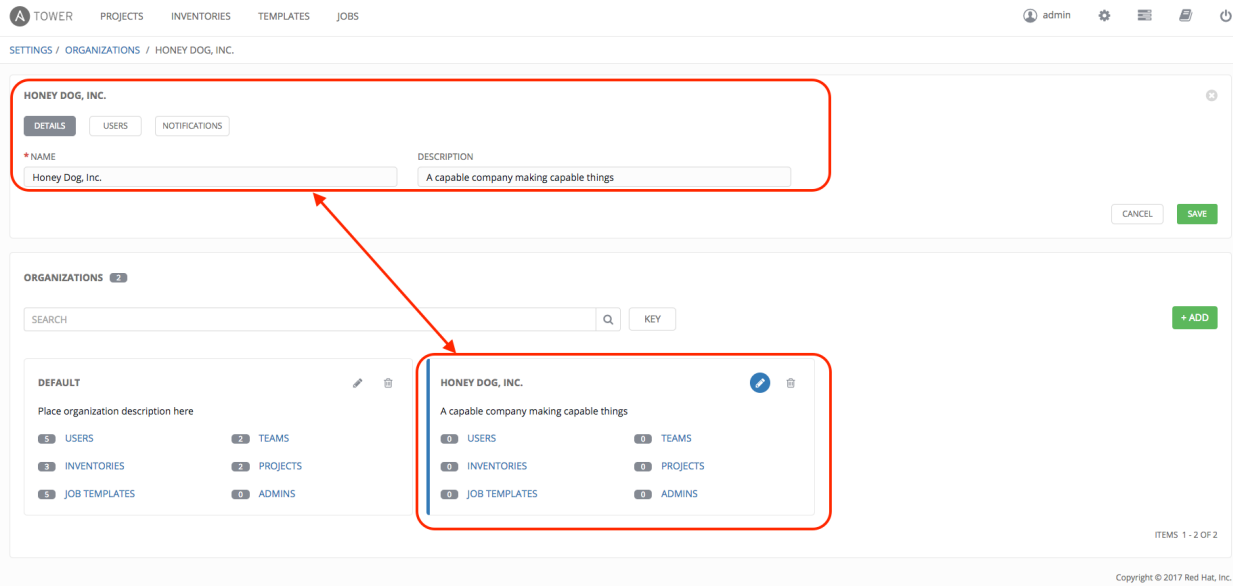 A TOWER PROJECTS INVENTORIES TEMPLATES JOBS admin
SETTINGS / ORGANIZATIONS / HONEY DOG, INC.
HONEY DOG, INC.
DETAILS USERS NOTIFICATIONS
* NAME DESCRIPTION
Honey Dog, Inc. A capable company making capable things
CANCEL SAVE
ORGANIZATIONS 2
SEARCH KEY + ADD
DEFAULT
Place organization description here
5 USERS 2 TEAMS
3 INVENTORIES 2 PROJECTS
5 JOB TEMPLATES 0 ADMINS
HONEY DOG, INC.
A capable company making capable things
0 USERS 0 TEAMS
0 INVENTORIES 0 PROJECTS
0 JOB TEMPLATES 0 ADMINS
ITEMS 1 - 2 OF 2
Copyright © 2017 Red Hat, Inc.